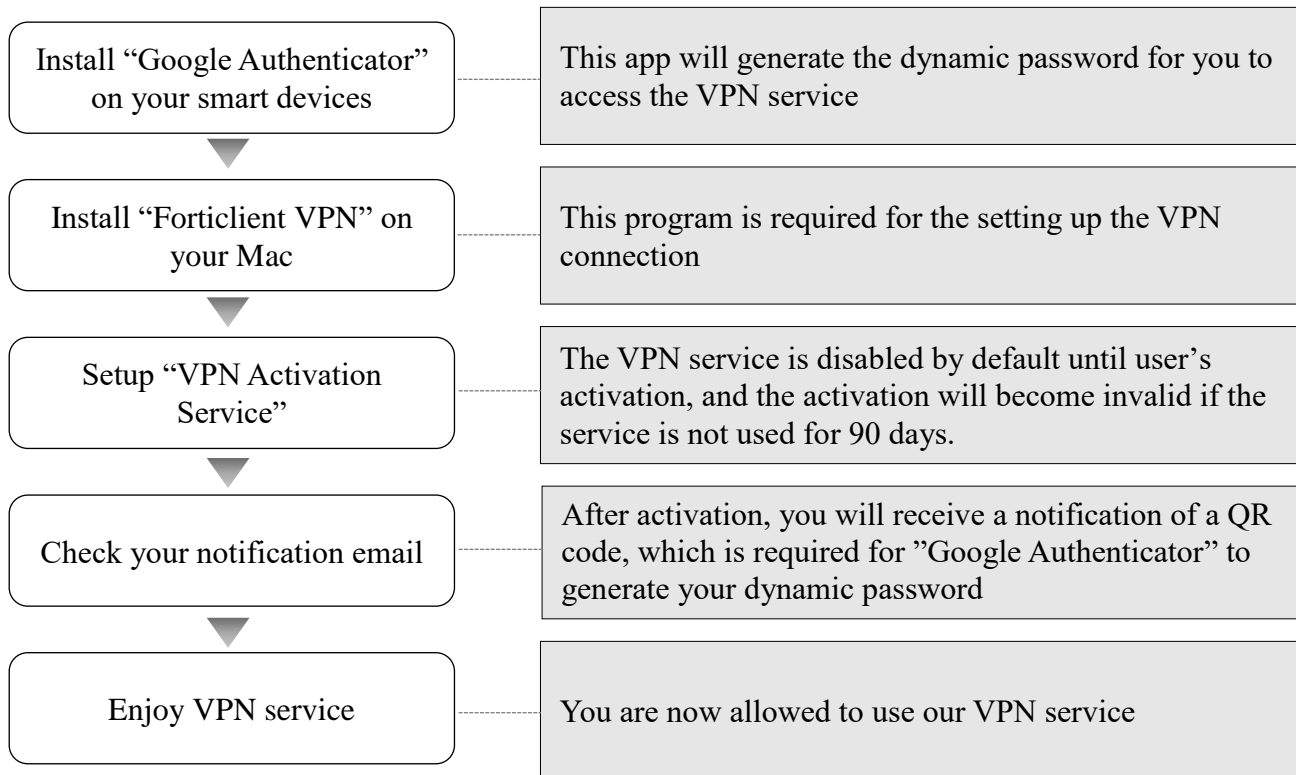 Install “Google Authenticator”
on your smart devices
This app will generate the dynamic password for you to
access the VPN service
Install “Forticlient VPN” on
your Mac
This program is required for the setting up the VPN
connection
Setup “VPN Activation
Service”
The VPN service is disabled by default until user’s
activation, and the activation will become invalid if the
service is not used for 90 days.
Check your notification email
After activation, you will receive a notification of a QR
code, which is required for ”Google Authenticator” to
generate your dynamic password
Enjoy VPN service
You are now allowed to use our VPN service